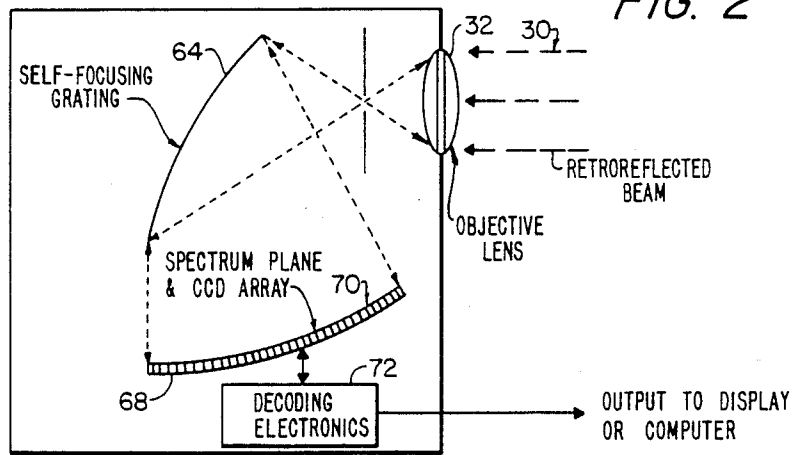 FIG. 2
32
30
64
SELF-FOCUSING
GRATING
RETROREFLECTED
BEAM
OBJECTIVE
LENS
SPECTRUM PLANE
& CCD ARRAY
70
68
72
DECODING
ELECTRONICS
OUTPUT TO DISPLAY
OR COMPUTER